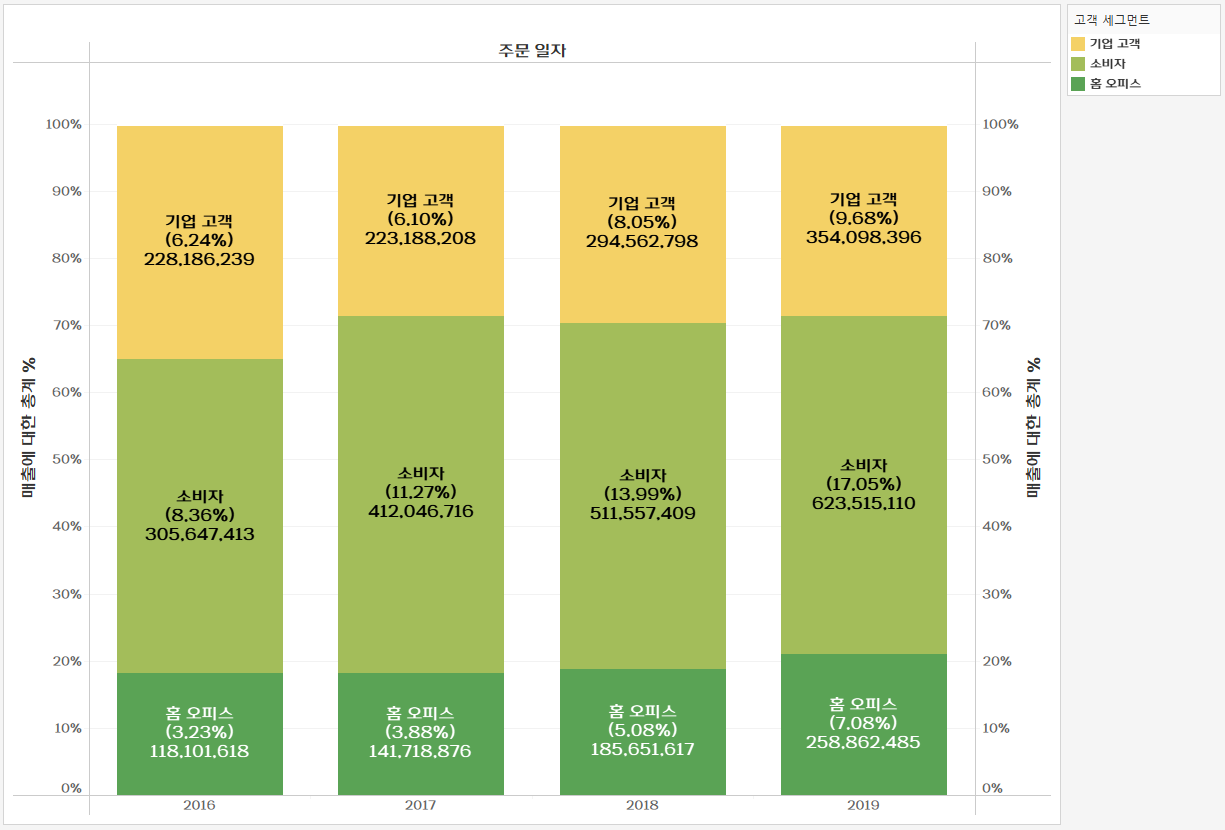 주문 일자
고객 세그먼트
기업 고객
소비자
홈 오피스
매출에 대한 총계 %
100%
90%
80%
70%
60%
50%
40%
30%
20%
10%
0%
기업 고객
(6.24%)
228,186,239
소비자
(8.36%)
305,647,413
홈 오피스
(3.23%)
118,101,618
2016
기업 고객
(6.10%)
223,188,208
소비자
(11.27%)
412,046,716
홈 오피스
(3.88%)
141,718,876
2017
기업 고객
(8.05%)
294,562,798
소비자
(13.99%)
511,557,409
홈 오피스
(5.08%)
185,651,617
2018
기업 고객
(9.68%)
354,098,396
소비자
(17.05%)
623,515,110
홈 오피스
(7.08%)
258,862,485
2019
100%
90%
80%
70%
60%
50%
40%
30%
20%
10%
0%
매출에 대한 총계 %